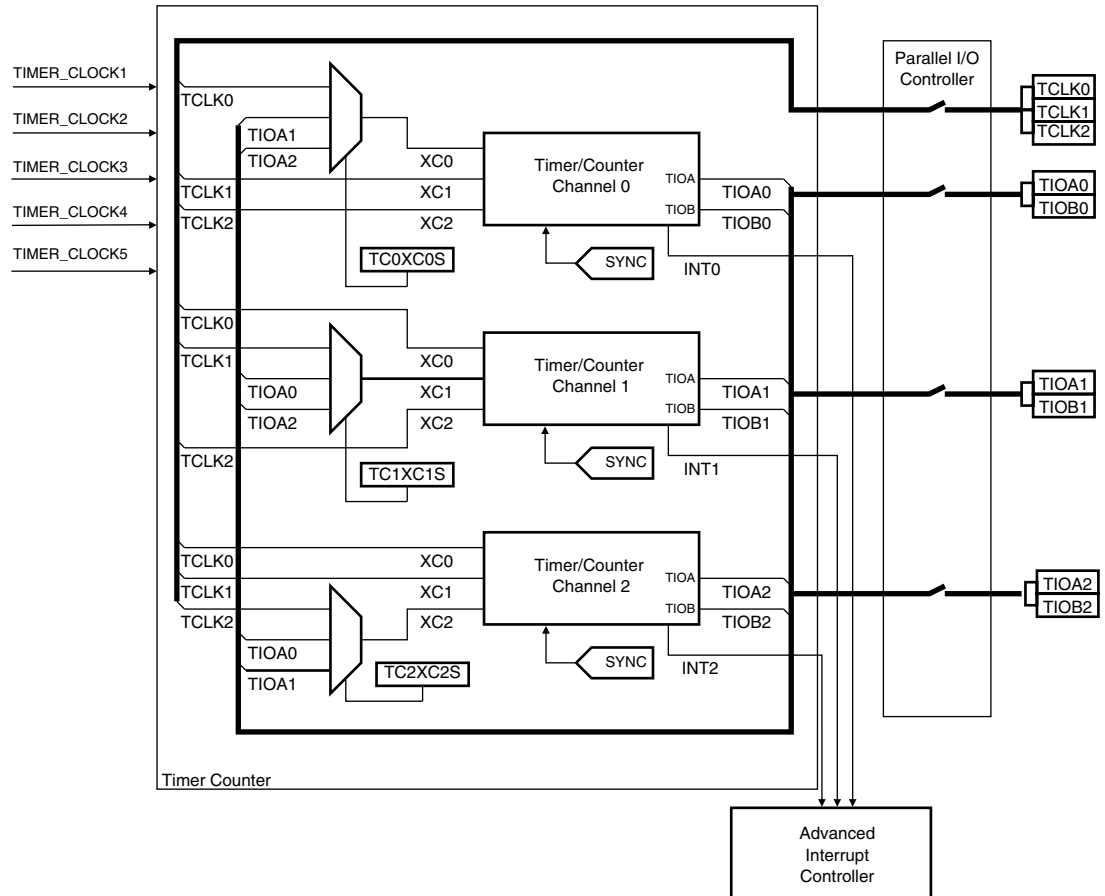 TIMER_CLOCK1
TIMER_CLOCK2
TIMER_CLOCK3
TIMER_CLOCK4
TIMER_CLOCK5
TCLK0
TIOA1
TIOA2
TCLK1
TCLK2
XC0
XC1
XC2
Timer/Counter
Channel 0
TIOA
TIOB
TIOA0
TIOB0
TC0XC0S
SYNC
INT0
TCLK0
TCLK1
TIOA0
TIOA2
TCLK2
XC0
XC1
XC2
Timer/Counter
Channel 1
TIOA
TIOB
TIOA1
TIOB1
TC1XC1S
SYNC
INT1
TCLK0
TCLK1
TCLK2
TIOA0
TIOA1
XC0
XC1
XC2
Timer/Counter
Channel 2
TIOA
TIOB
TIOA2
TIOB2
TC2XC2S
SYNC
INT2
Timer Counter
Parallel I/O
Controller
TCLK0
TCLK1
TCLK2
TIOA0
TIOB0
TIOA1
TIOB1
TIOA2
TIOB2
Advanced
Interrupt
Controller